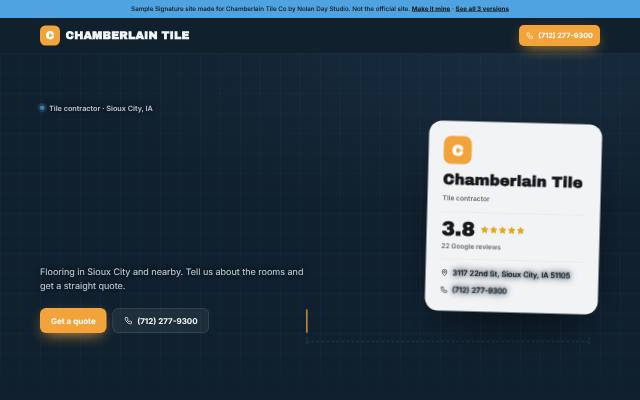 Sample Signature site made for Chamberlain Tile Co by Nolan Day Studio. Not the official site. Make it mine · See all 3 versions
C CHAMBERLAIN TILE
(712) 277-9300
Tile contractor · Sioux City, IA
C
Chamberlain Tile
Tile contractor
3.8
22 Google reviews
3117 22nd St, Sioux City, IA 51105
(712) 277-9300
Flooring in Sioux City and nearby. Tell us about the rooms and
get a straight quote.
Get a quote
(712) 277-9300